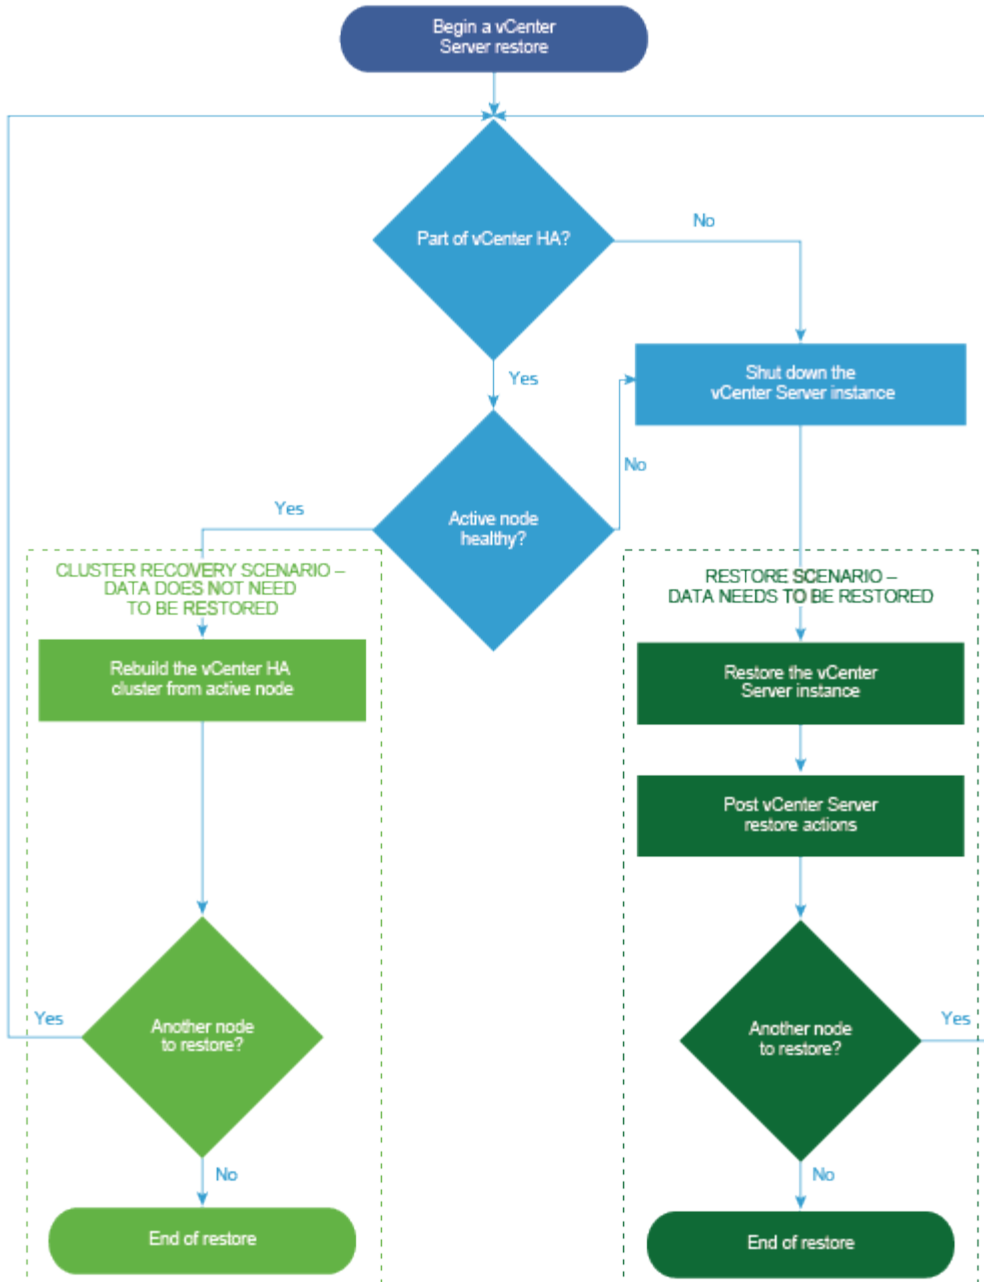 Begin a vCenter
Server restore
Part of vCenter HA?
No
Yes
Shut down the
vCenter Server instance
No
Yes
Active node
healthy?
CLUSTER RECOVERY SCENARIO –
DATA DOES NOT NEED
TO BE RESTORED
RESTORE SCENARIO –
DATA NEEDS TO BE RESTORED
Rebuild the vCenter HA
cluster from active node
Restore the vCenter
Server instance
Post vCenter Server
restore actions
Yes
Another node
to restore?
Another node
to restore?
Yes
No
No
End of restore
End of restore